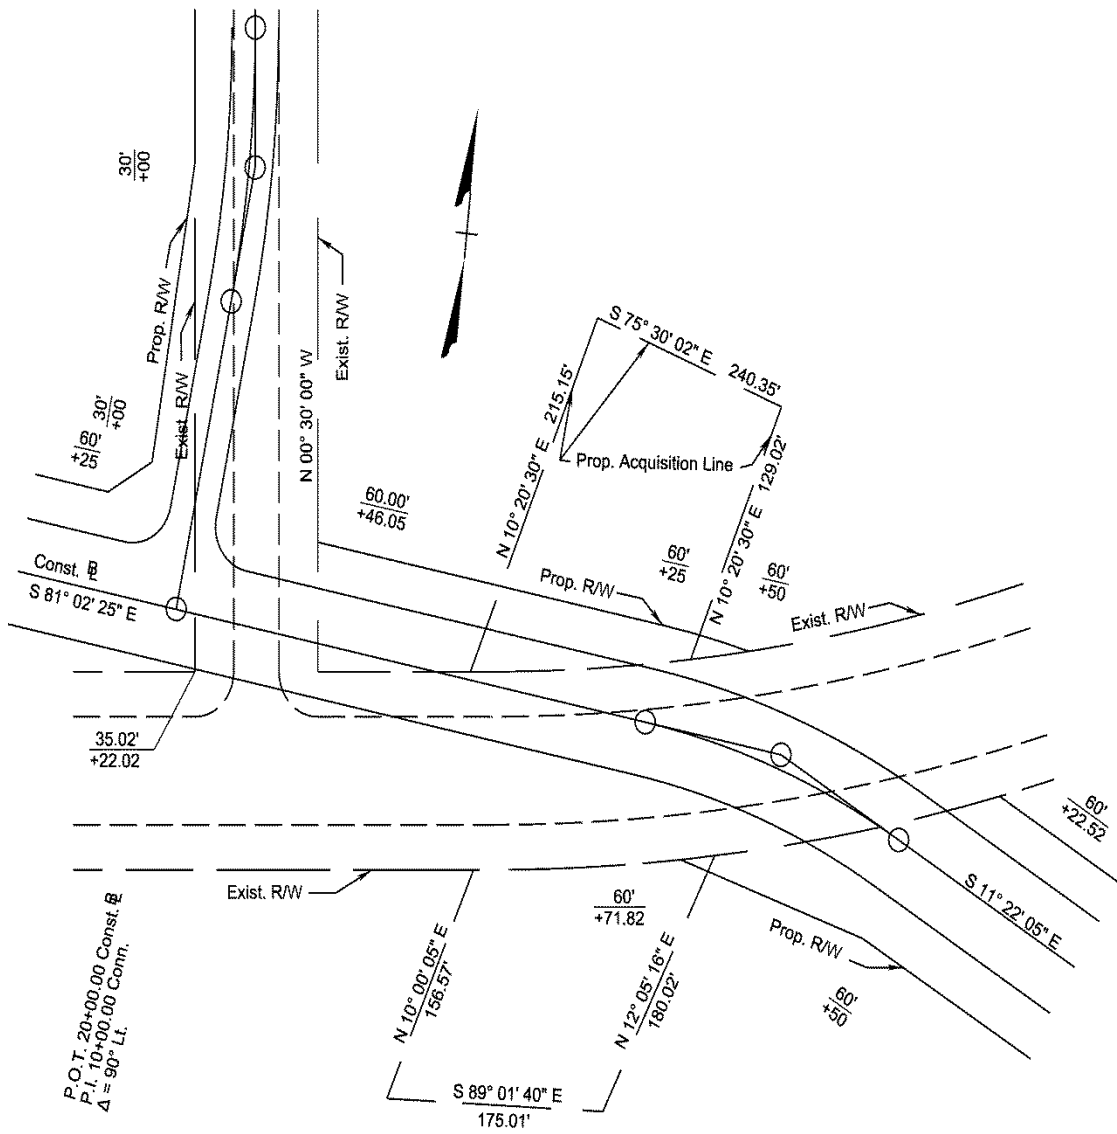 30'
+00
Prop. R/W
Exist. R/W
Exist. R/W
N 00° 30' 00" W
30'
+00
60'
+25
S 75° 30' 02" E 240.35'
N 10° 20' 30" E 215.15'
Prop. Acquisition Line
N 10° 20' 30" E 129.02'
60.00'
+46.05
60'
+25
60'
+50
Prop. R/W
Exist. R/W
Const. ⅊
S 81° 02' 25" E
35.02'
+22.02
60'
+22.52
S 11° 22' 05" E
Exist. R/W
60'
+71.82
Prop. R/W
60'
+50
N 10° 00' 05" E
156.57'
N 12° 05' 16" E
180.02'
S 89° 01' 40" E
175.01'
P.O.T. 20+00.00 Const. ⅊
P.I. 10+00.00 Conn.
Δ = 90° Lt.